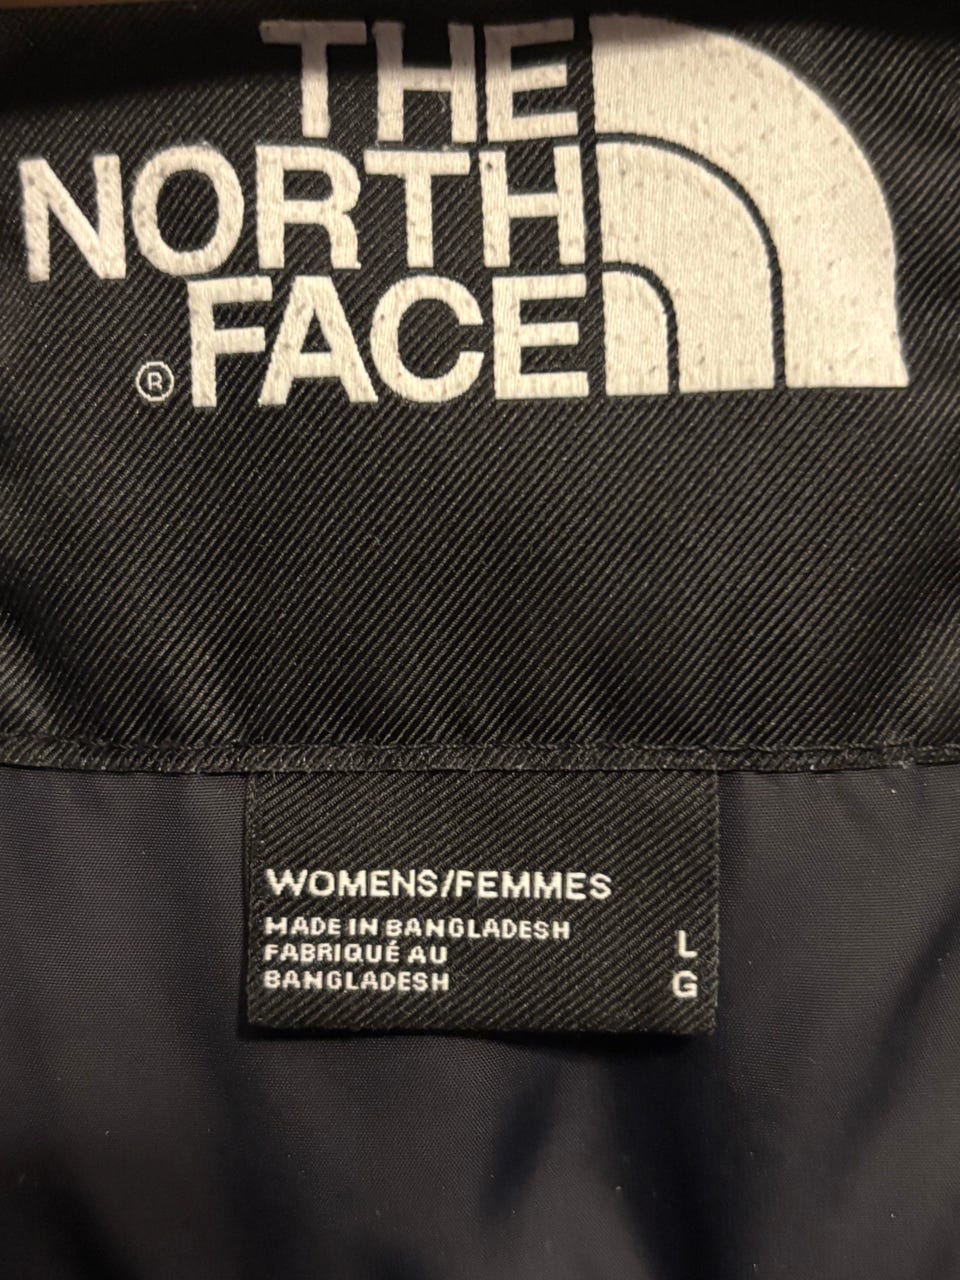 THE
NORTH
FACE
®
WOMENS/FEMMES
MADE IN BANGLADESH
FABRIQUÉ AU
BANGLADESH
L
G